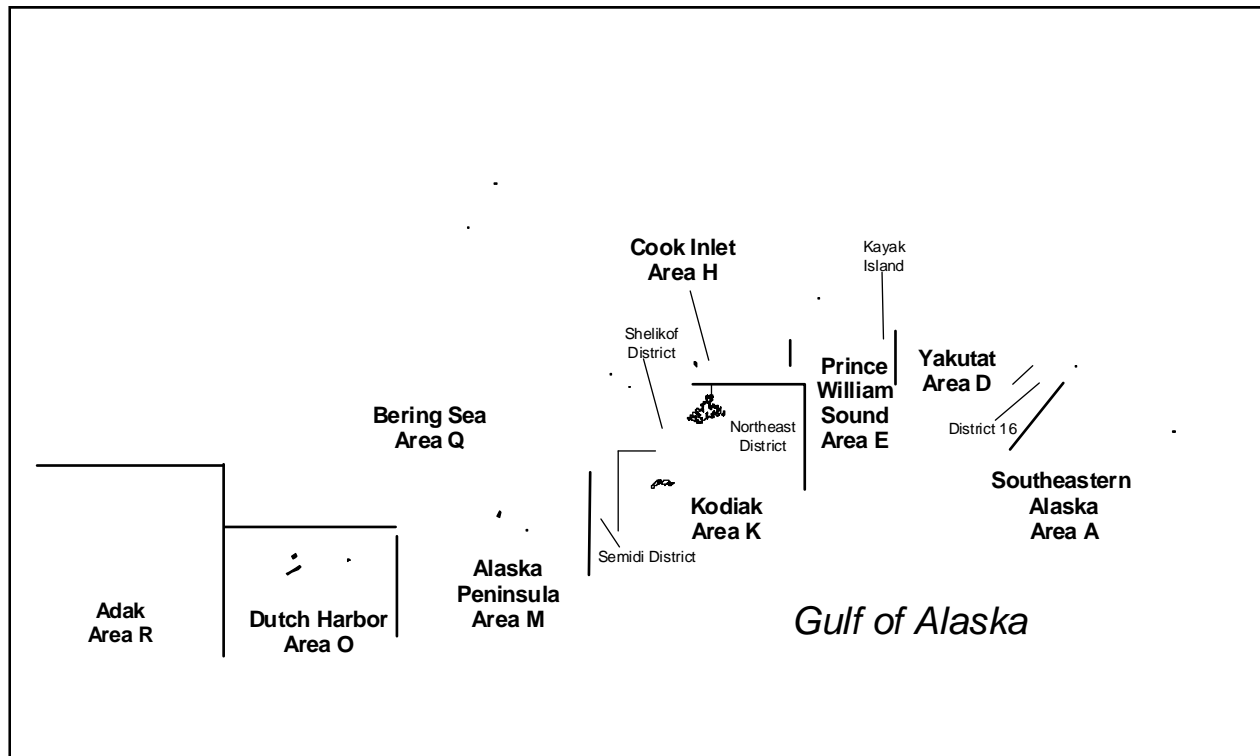 Cook Inlet
Area H
Kayak
Island
Shelikof
District
Prince
William
Sound
Area E
Yakutat
Area D
Bering Sea
Area Q
Northeast
District
District 16
Southeastern
Alaska
Area A
Kodiak
Area K
Semidi District
Alaska
Peninsula
Area M
Adak
Area R
Dutch Harbor
Area O
Gulf of Alaska